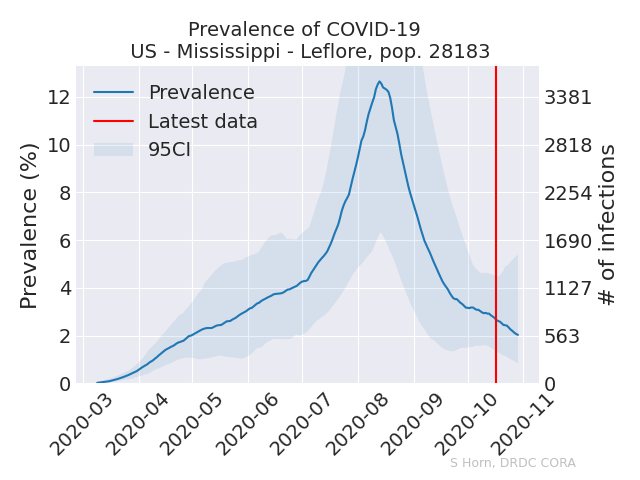 Prevalence of COVID-19
US - Mississippi - Leflore, pop. 28183
Prevalence
Latest data
95CI
Prevalence (%)
12
10
8
6
4
2
0
3381
2818
2254
1690
1127
563
0
# of infections
2020-03
2020-04
2020-05
2020-06
2020-07
2020-08
2020-09
2020-10
2020-11
S Horn, DRDC CORA